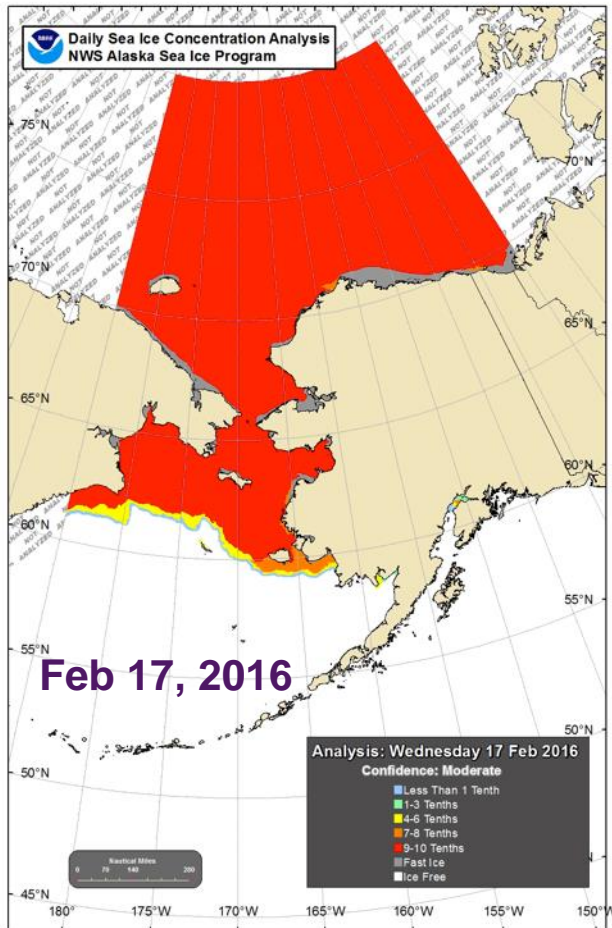 Daily Sea Ice Concentration Analysis
NWS Alaska Sea Ice Program
NOT ANALYZED
75°N
70°N
70°N
65°N
65°N
60°N
60°N
55°N
55°N
50°N
50°N
45°N
Feb 17, 2016
Analysis: Wednesday 17 Feb 2016
Confidence: Moderate
Less Than 1 Tenth
1-3 Tenths
4-6 Tenths
7-8 Tenths
9-10 Tenths
Fast Ice
Ice Free
Nautical Miles
0 70 140 280
180° 175°W 170°W 165°W 160°W 155°W 150°W